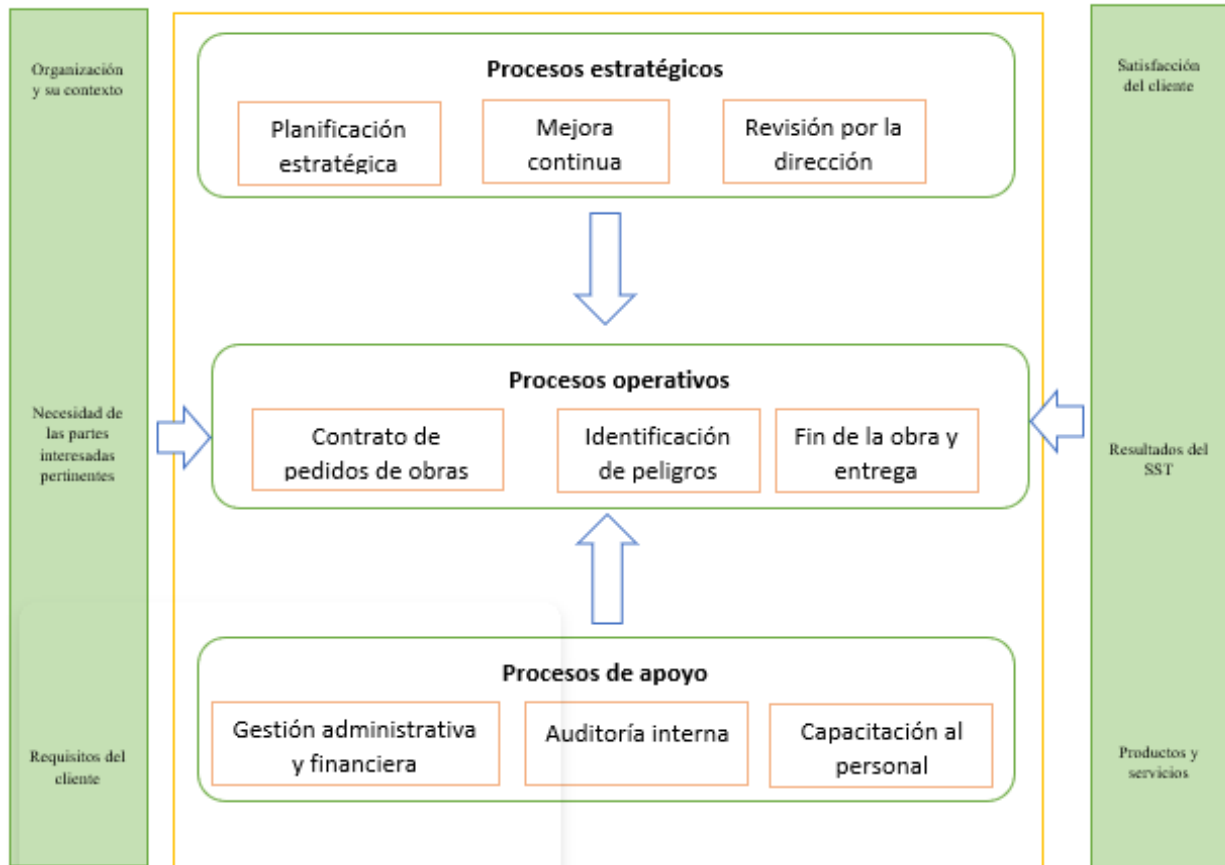 Organización
y su contexto
Necesidad de
las partes
interesadas
pertinentes
Requisitos del
cliente
Procesos estratégicos
Planificación
estratégica
Mejora
continua
Revisión por la
dirección
Procesos operativos
Contrato de
pedidos de obras
Identificación
de peligros
Fin de la obra y
entrega
Procesos de apoyo
Gestión administrativa
y financiera
Auditoría interna
Capacitación al
personal
Satisfacción
del cliente
Resultados del
SST
Productos y
servicios